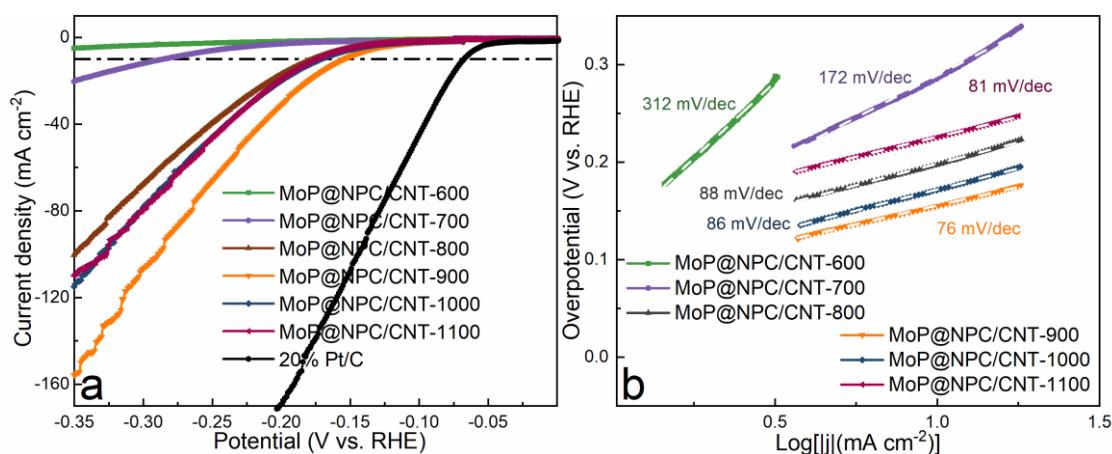 0
-40
-80
-120
-160
Current density (mA cm-2)
MoP@NPC/CNT-600
MoP@NPC/CNT-700
MoP@NPC/CNT-800
MoP@NPC/CNT-900
MoP@NPC/CNT-1000
MoP@NPC/CNT-1100
20% Pt/C
a
-0.35 -0.30 -0.25 -0.20 -0.15 -0.10 -0.05
Potential (V vs. RHE)
0.3
0.2
0.1
0.0
Overpotential (V vs. RHE)
312 mV/dec
172 mV/dec
81 mV/dec
88 mV/dec
86 mV/dec
76 mV/dec
MoP@NPC/CNT-600
MoP@NPC/CNT-700
MoP@NPC/CNT-800
MoP@NPC/CNT-900
MoP@NPC/CNT-1000
MoP@NPC/CNT-1100
b
0.5 1.0 1.5
Log[|j|(mA cm-2)]